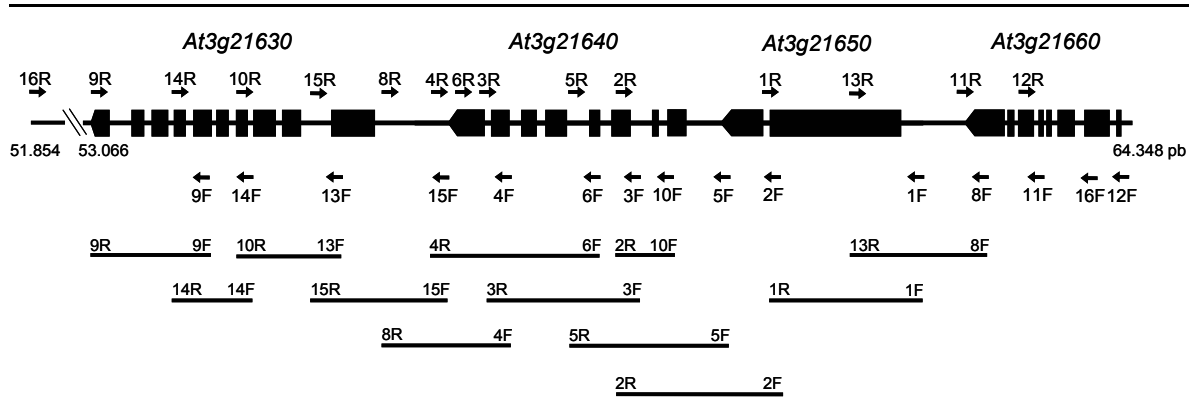 At3g21630 At3g21640 At3g21650 At3g21660
16R 9R 14R 10R 15R 8R 4R 6R 3R 5R 2R 1R 13R 11R 12R
51.854 53.066 64.348 pb
9F 14F 13F 15F 4F 6F 3F 10F 5F 2F 1F 8F 11F 16F 12F
9R 9F 10R 13F 4R 6F 2R 10F 13R 8F
14R 14F 15R 15F 3R 3F 1R 1F
8R 4F 5R 5F
2R 2F